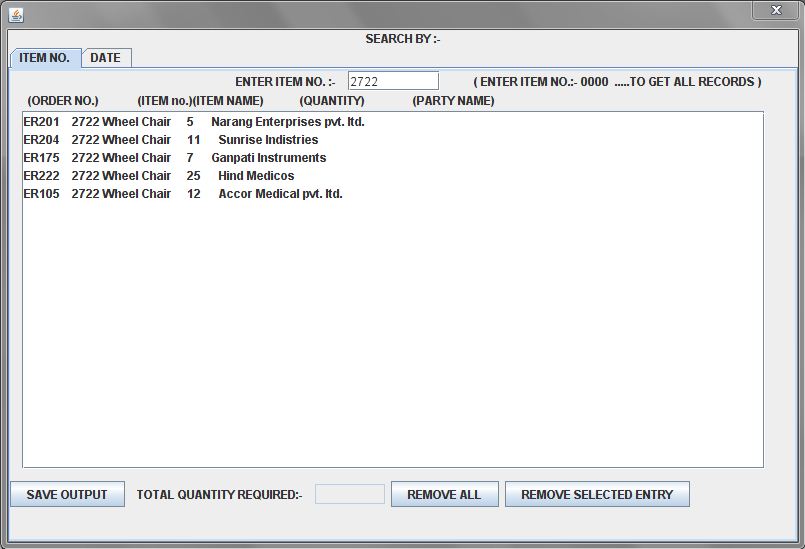 SEARCH BY :-
ITEM NO. DATE
ENTER ITEM NO. :- 2722 ( ENTER ITEM NO.:- 0000 .....TO GET ALL RECORDS )
(ORDER NO.) (ITEM no.)(ITEM NAME) (QUANTITY) (PARTY NAME)
ER201 2722 Wheel Chair 5 Narang Enterprises pvt. ltd.
ER204 2722 Wheel Chair 11 Sunrise Indistries
ER175 2722 Wheel Chair 7 Ganpati Instruments
ER222 2722 Wheel Chair 25 Hind Medicos
ER105 2722 Wheel Chair 12 Accor Medical pvt. ltd.
SAVE OUTPUT TOTAL QUANTITY REQUIRED:- REMOVE ALL REMOVE SELECTED ENTRY